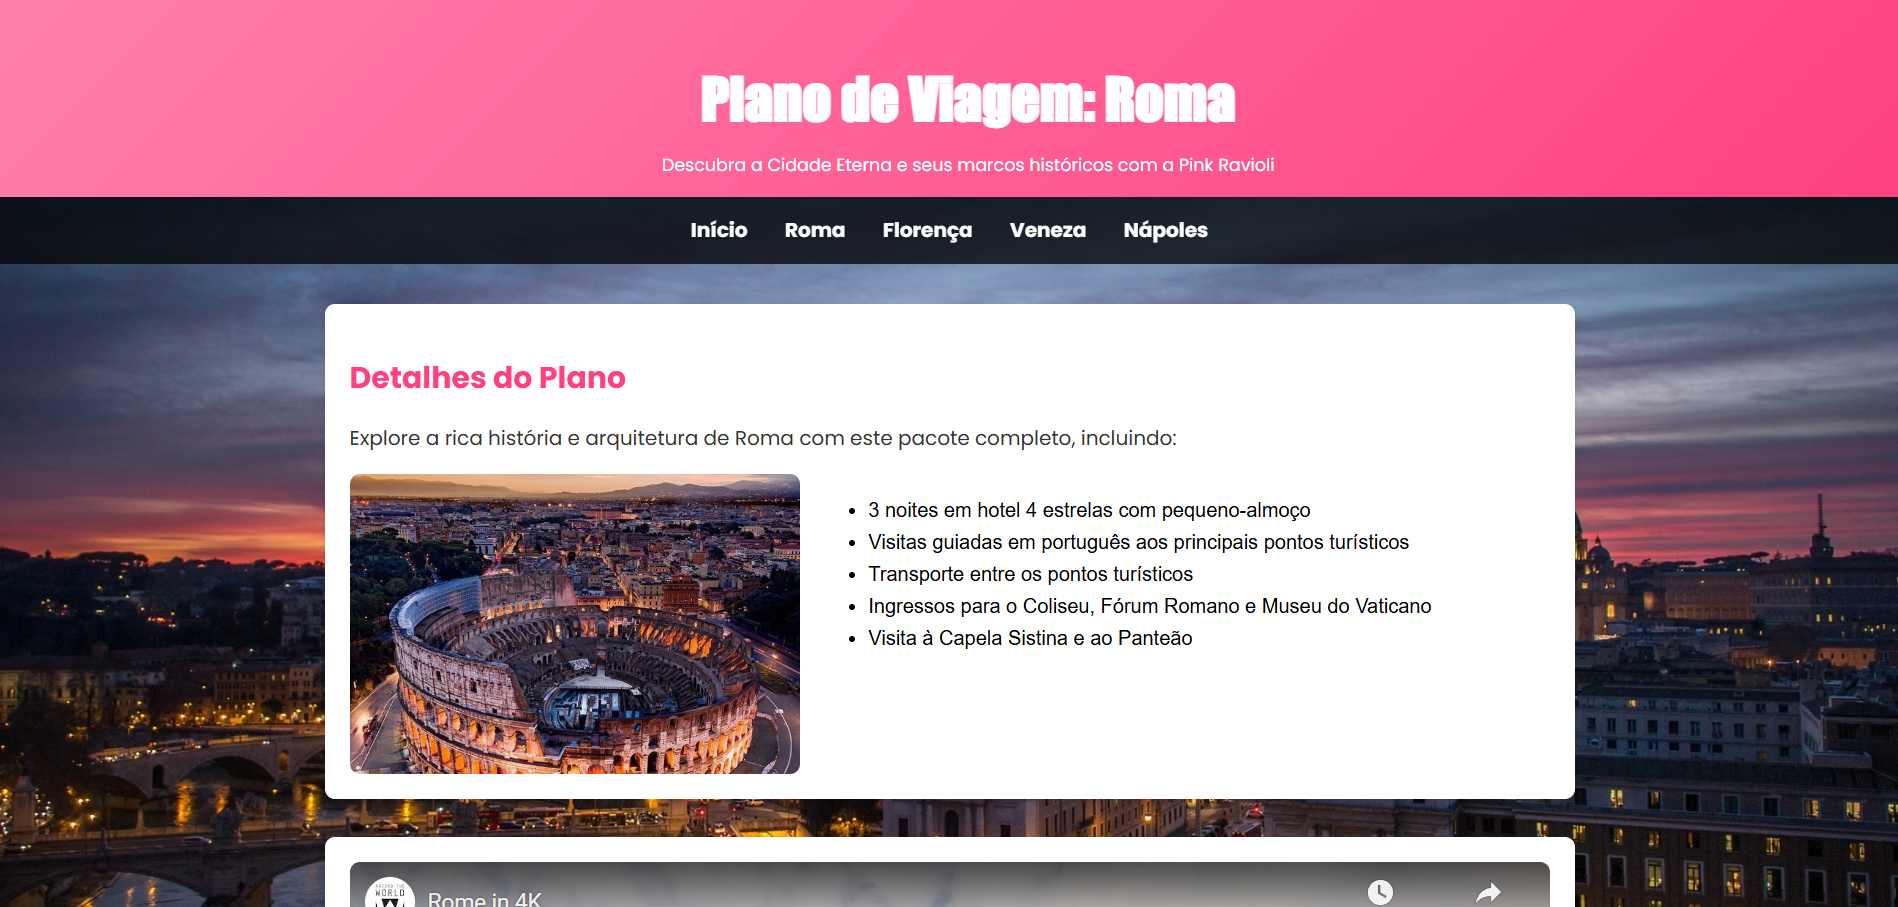 Plano de Viagem: Roma
Descubra a Cidade Eterna e seus marcos históricos com a Pink Ravioli
Início Roma Florença Veneza Nápoles
Detalhes do Plano
Explore a rica história e arquitetura de Roma com este pacote completo, incluindo:
3 noites em hotel 4 estrelas com pequeno-almoço
Visitas guiadas em português aos principais pontos turísticos
Transporte entre os pontos turísticos
Ingressos para o Coliseu, Fórum Romano e Museu do Vaticano
Visita à Capela Sistina e ao Panteão
AROUND THE
WORLD
Rome in 4K